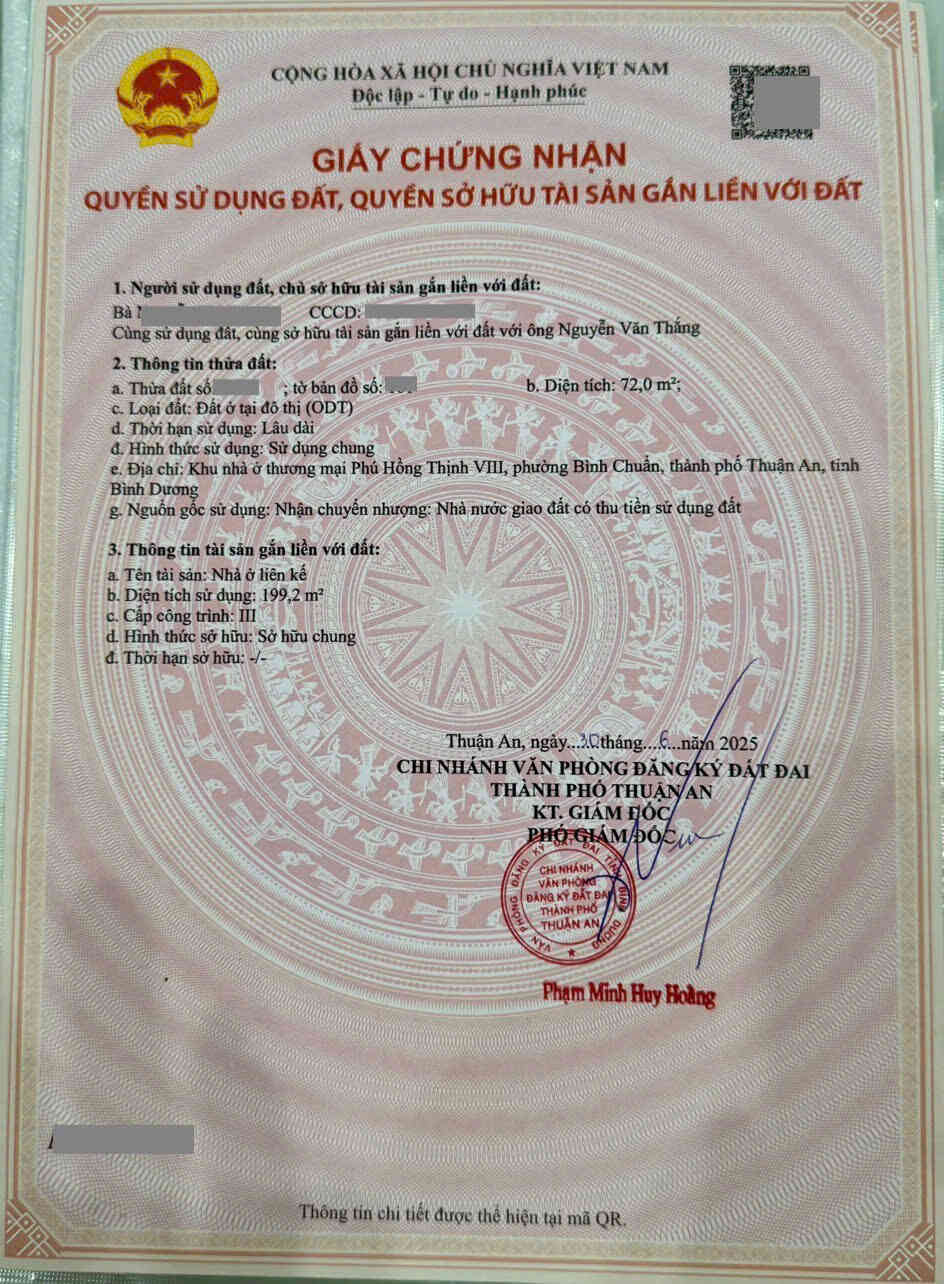 CỘNG HÒA XÃ HỘI CHỦ NGHĨA VIỆT NAM
Độc lập - Tự do - Hạnh phúc
GIẤY CHỨNG NHẬN
QUYỀN SỬ DỤNG ĐẤT, QUYỀN SỞ HỮU TÀI SẢN GẮN LIỀN VỚI ĐẤT
1. Người sử dụng đất, chủ sở hữu tài sản gắn liền với đất:
Bà CCCD:
Cùng sử dụng đất, cùng sở hữu tài sản gắn liền với đất với ông Nguyễn Văn Thắng
2. Thông tin thửa đất:
a. Thửa đất số ; tờ bản đồ số: b. Diện tích: 72,0 m²;
c. Loại đất: Đất ở tại đô thị (ODT)
d. Thời hạn sử dụng: Lâu dài
đ. Hình thức sử dụng: Sử dụng chung
e. Địa chỉ: Khu nhà ở thương mại Phú Hồng Thịnh VIII, phường Bình Chuẩn, thành phố Thuận An, tỉnh
Bình Dương
g. Nguồn gốc sử dụng: Nhận chuyển nhượng: Nhà nước giao đất có thu tiền sử dụng đất
3. Thông tin tài sản gắn liền với đất:
a. Tên tài sản: Nhà ở liên kế
b. Diện tích sử dụng: 199,2 m²
c. Cấp công trình: III
d. Hình thức sở hữu: Sở hữu chung
đ. Thời hạn sở hữu: -/-
Thuận An, ngày...30tháng....6...năm 2025
CHI NHÁNH VĂN PHÒNG ĐĂNG KÝ ĐẤT ĐAI
THÀNH PHỐ THUẬN AN
KT. GIÁM ĐỐC
PHÓ GIÁM ĐỐC
VĂN PHÒNG ĐĂNG KÝ ĐẤT ĐAI TỈNH BÌNH DƯƠNG
CHI NHÁNH
VĂN PHÒNG
ĐĂNG KÝ ĐẤT ĐAI
THÀNH PHỐ
THUẬN AN
Phạm Minh Huy Hoàng
Thông tin chi tiết được thể hiện tại mã QR.